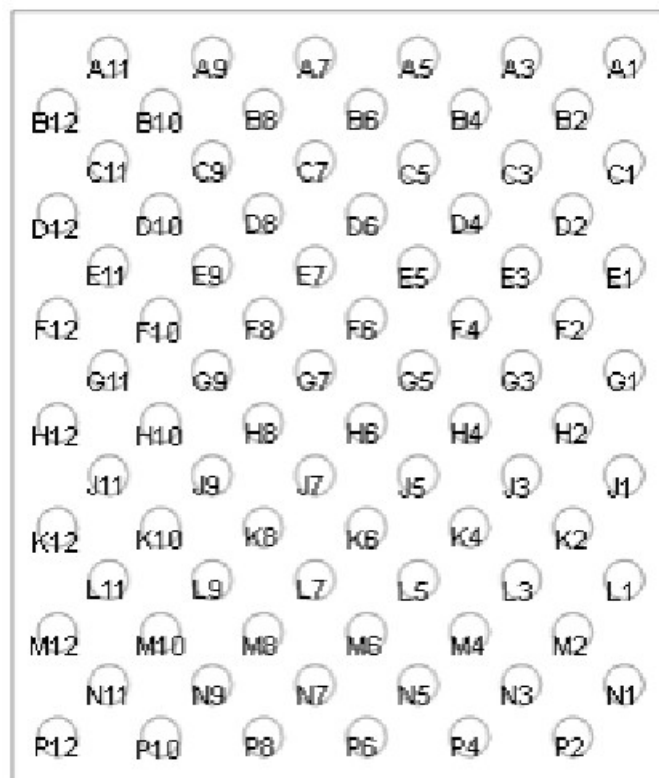 A11 A9 A7 A5 A3 A1
B12 B10 B8 B6 B4 B2
C11 C9 C7 C5 C3 C1
D12 D10 D8 D6 D4 D2
E11 E9 E7 E5 E3 E1
F12 F10 F8 F6 F4 F2
G11 G9 G7 G5 G3 G1
H12 H10 H8 H6 H4 H2
J11 J9 J7 J5 J3 J1
K12 K10 K8 K6 K4 K2
L11 L9 L7 L5 L3 L1
M12 M10 M8 M6 M4 M2
N11 N9 N7 N5 N3 N1
P12 P10 P8 P6 P4 P2